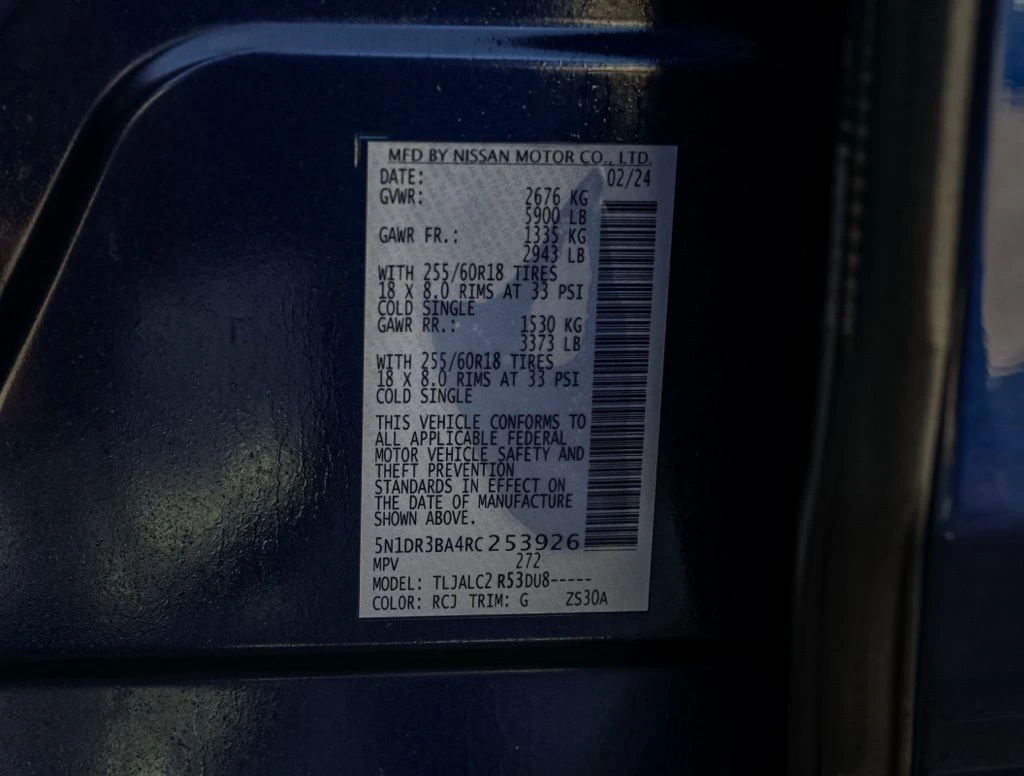 MFD BY NISSAN MOTOR CO., LTD.
DATE: 02/24
GVWR: 2676 KG
5900 LB
GAWR FR.: 1335 KG
2943 LB
WITH 255/60R18 TIRES
18 X 8.0 RIMS AT 33 PSI
COLD SINGLE
GAWR RR.: 1530 KG
3373 LB
WITH 255/60R18 TIRES
18 X 8.0 RIMS AT 33 PSI
COLD SINGLE
THIS VEHICLE CONFORMS TO
ALL APPLICABLE FEDERAL
MOTOR VEHICLE SAFETY AND
THEFT PREVENTION
STANDARDS IN EFFECT ON
THE DATE OF MANUFACTURE
SHOWN ABOVE.
5N1DR3BA4RC253926
MPV 272
MODEL: TLJALC2 R53DU8-----
COLOR: RCJ TRIM: G ZS30A